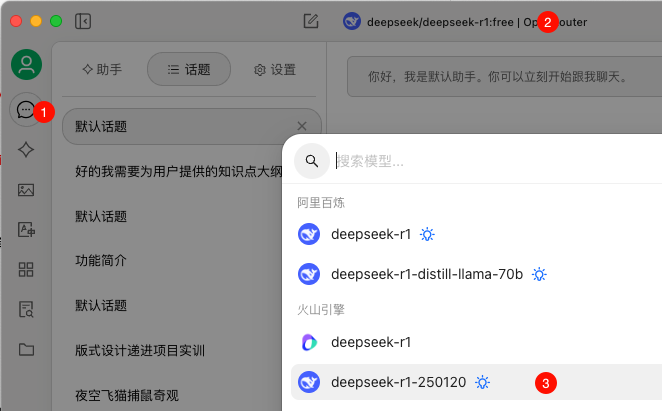 deepseek/deepseek-r1:free | Op 2 outer
助手
话题
设置
你好，我是默认助手。你可以立刻开始跟我聊天。
1
默认话题
搜索模型...
好的我需要为用户提供的知识点大纲
阿里百炼
默认话题
deepseek-r1
功能简介
deepseek-r1-distill-llama-70b
默认话题
火山引擎
deepseek-r1
版式设计递进项目实训
deepseek-r1-250120
3
夜空飞猫捕鼠奇观